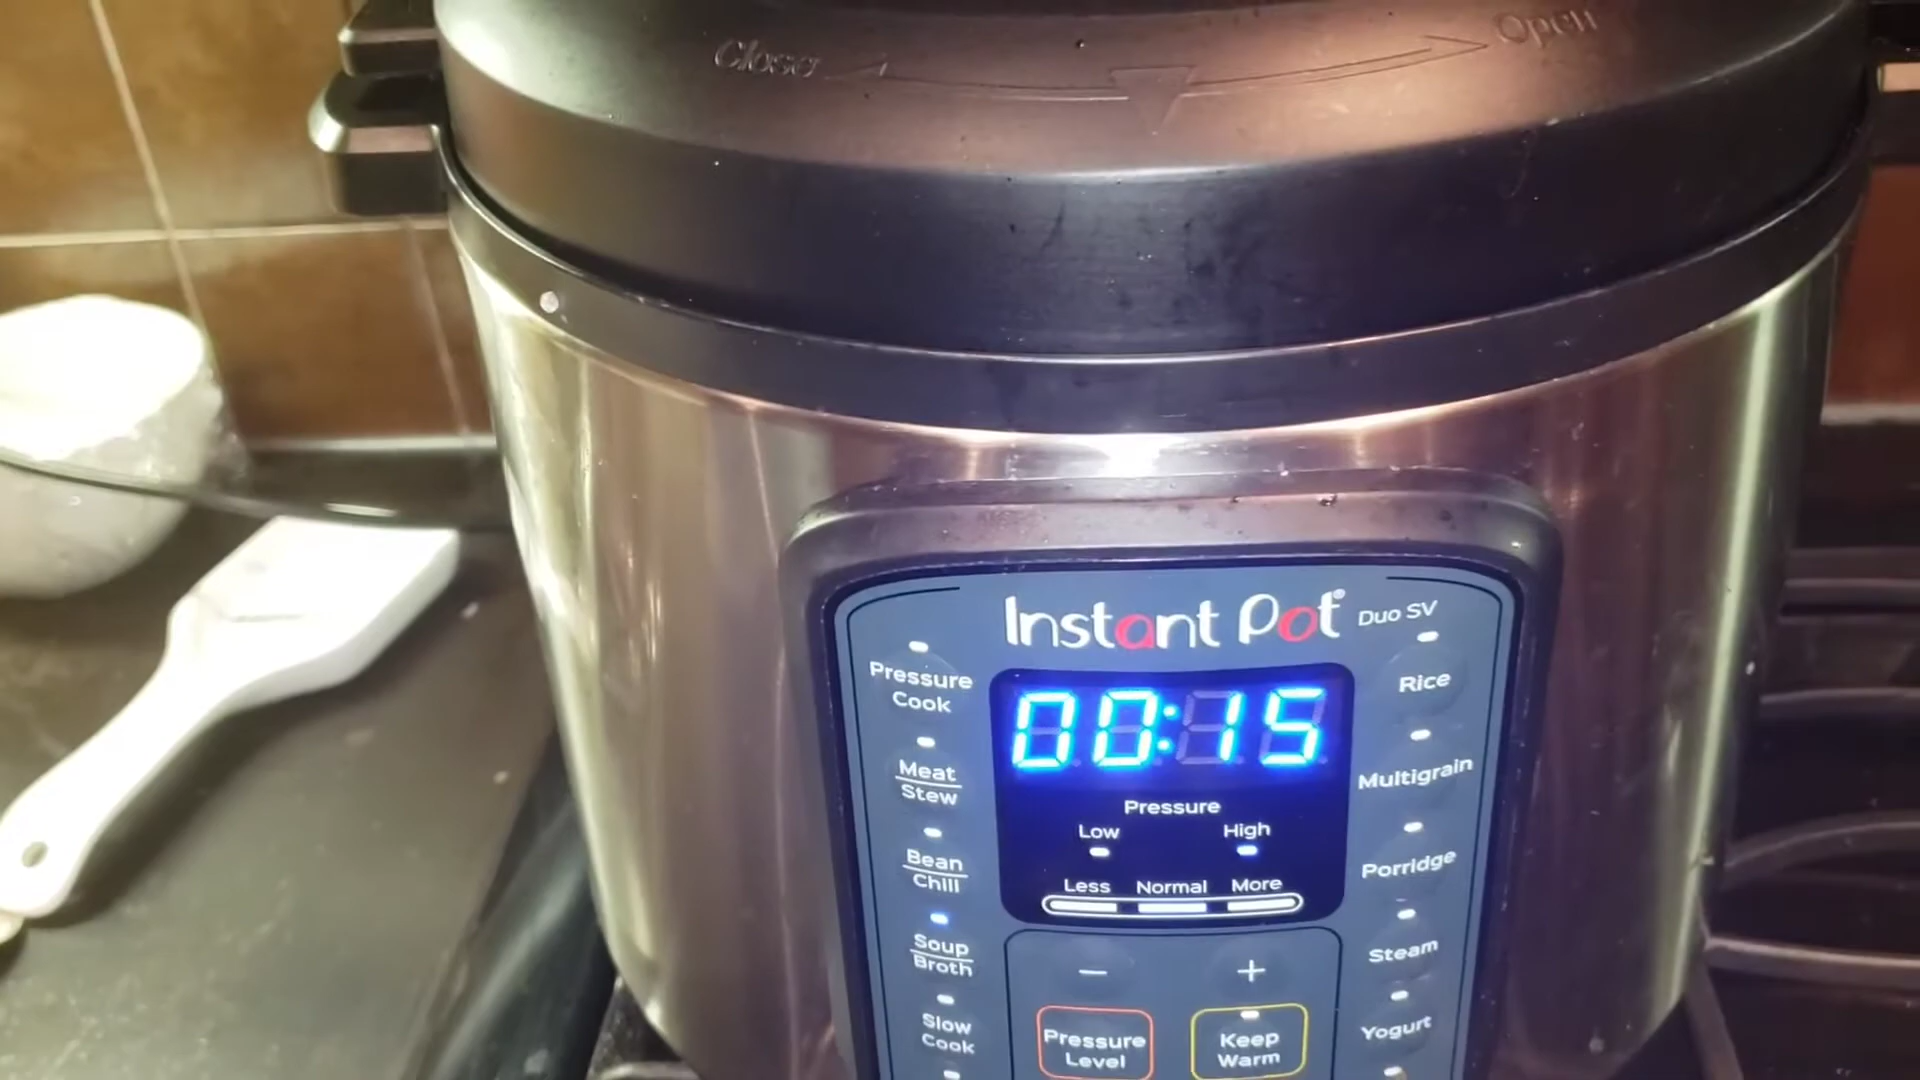 Close
Open
Instant Pot® Duo SV
00:15
Pressure
Low
High
Less
Normal
More
Pressure
Cook
Meat
Stew
Bean
Chili
Soup
Broth
Slow
Cook
Rice
Multigrain
Porridge
Steam
Yogurt
−
+
Pressure
Level
Keep
Warm